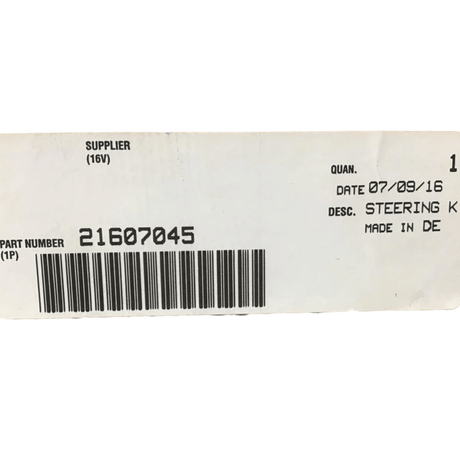 SUPPLIER
(16V)
QUAN. 1
DATE 07/09/16
DESC. STEERING K
MADE IN DE
PART NUMBER 21607045
(1P)